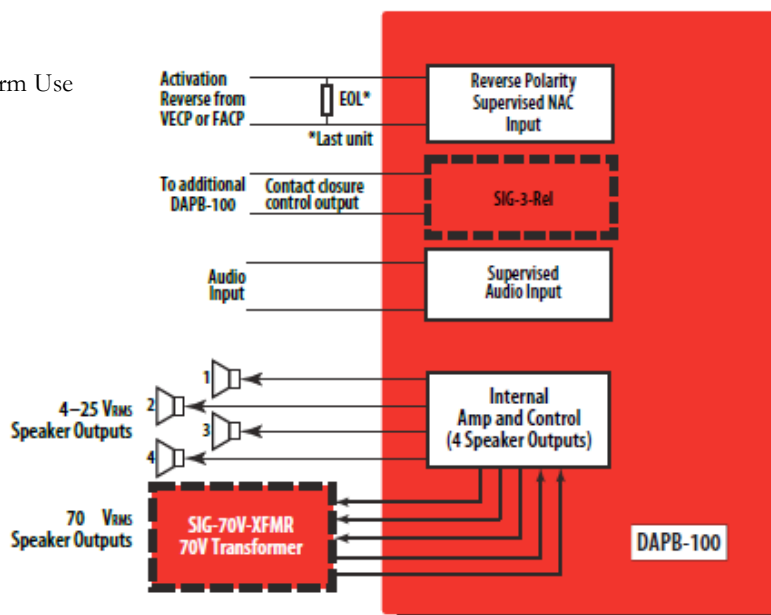 rm Use
Activation
Reverse from
VECP or FACP
EOL*
*Last unit
Reverse Polarity
Supervised NAC
Input
To additional
DAPB-100
Contact closure
control output
SIG-3-Rel
Audio
Input
Supervised
Audio Input
1
2
3
4
4–25 VRMS
Speaker Outputs
Internal
Amp and Control
(4 Speaker Outputs)
70 VRMS
Speaker Outputs
SIG-70V-XFMR
70V Transformer
DAPB-100